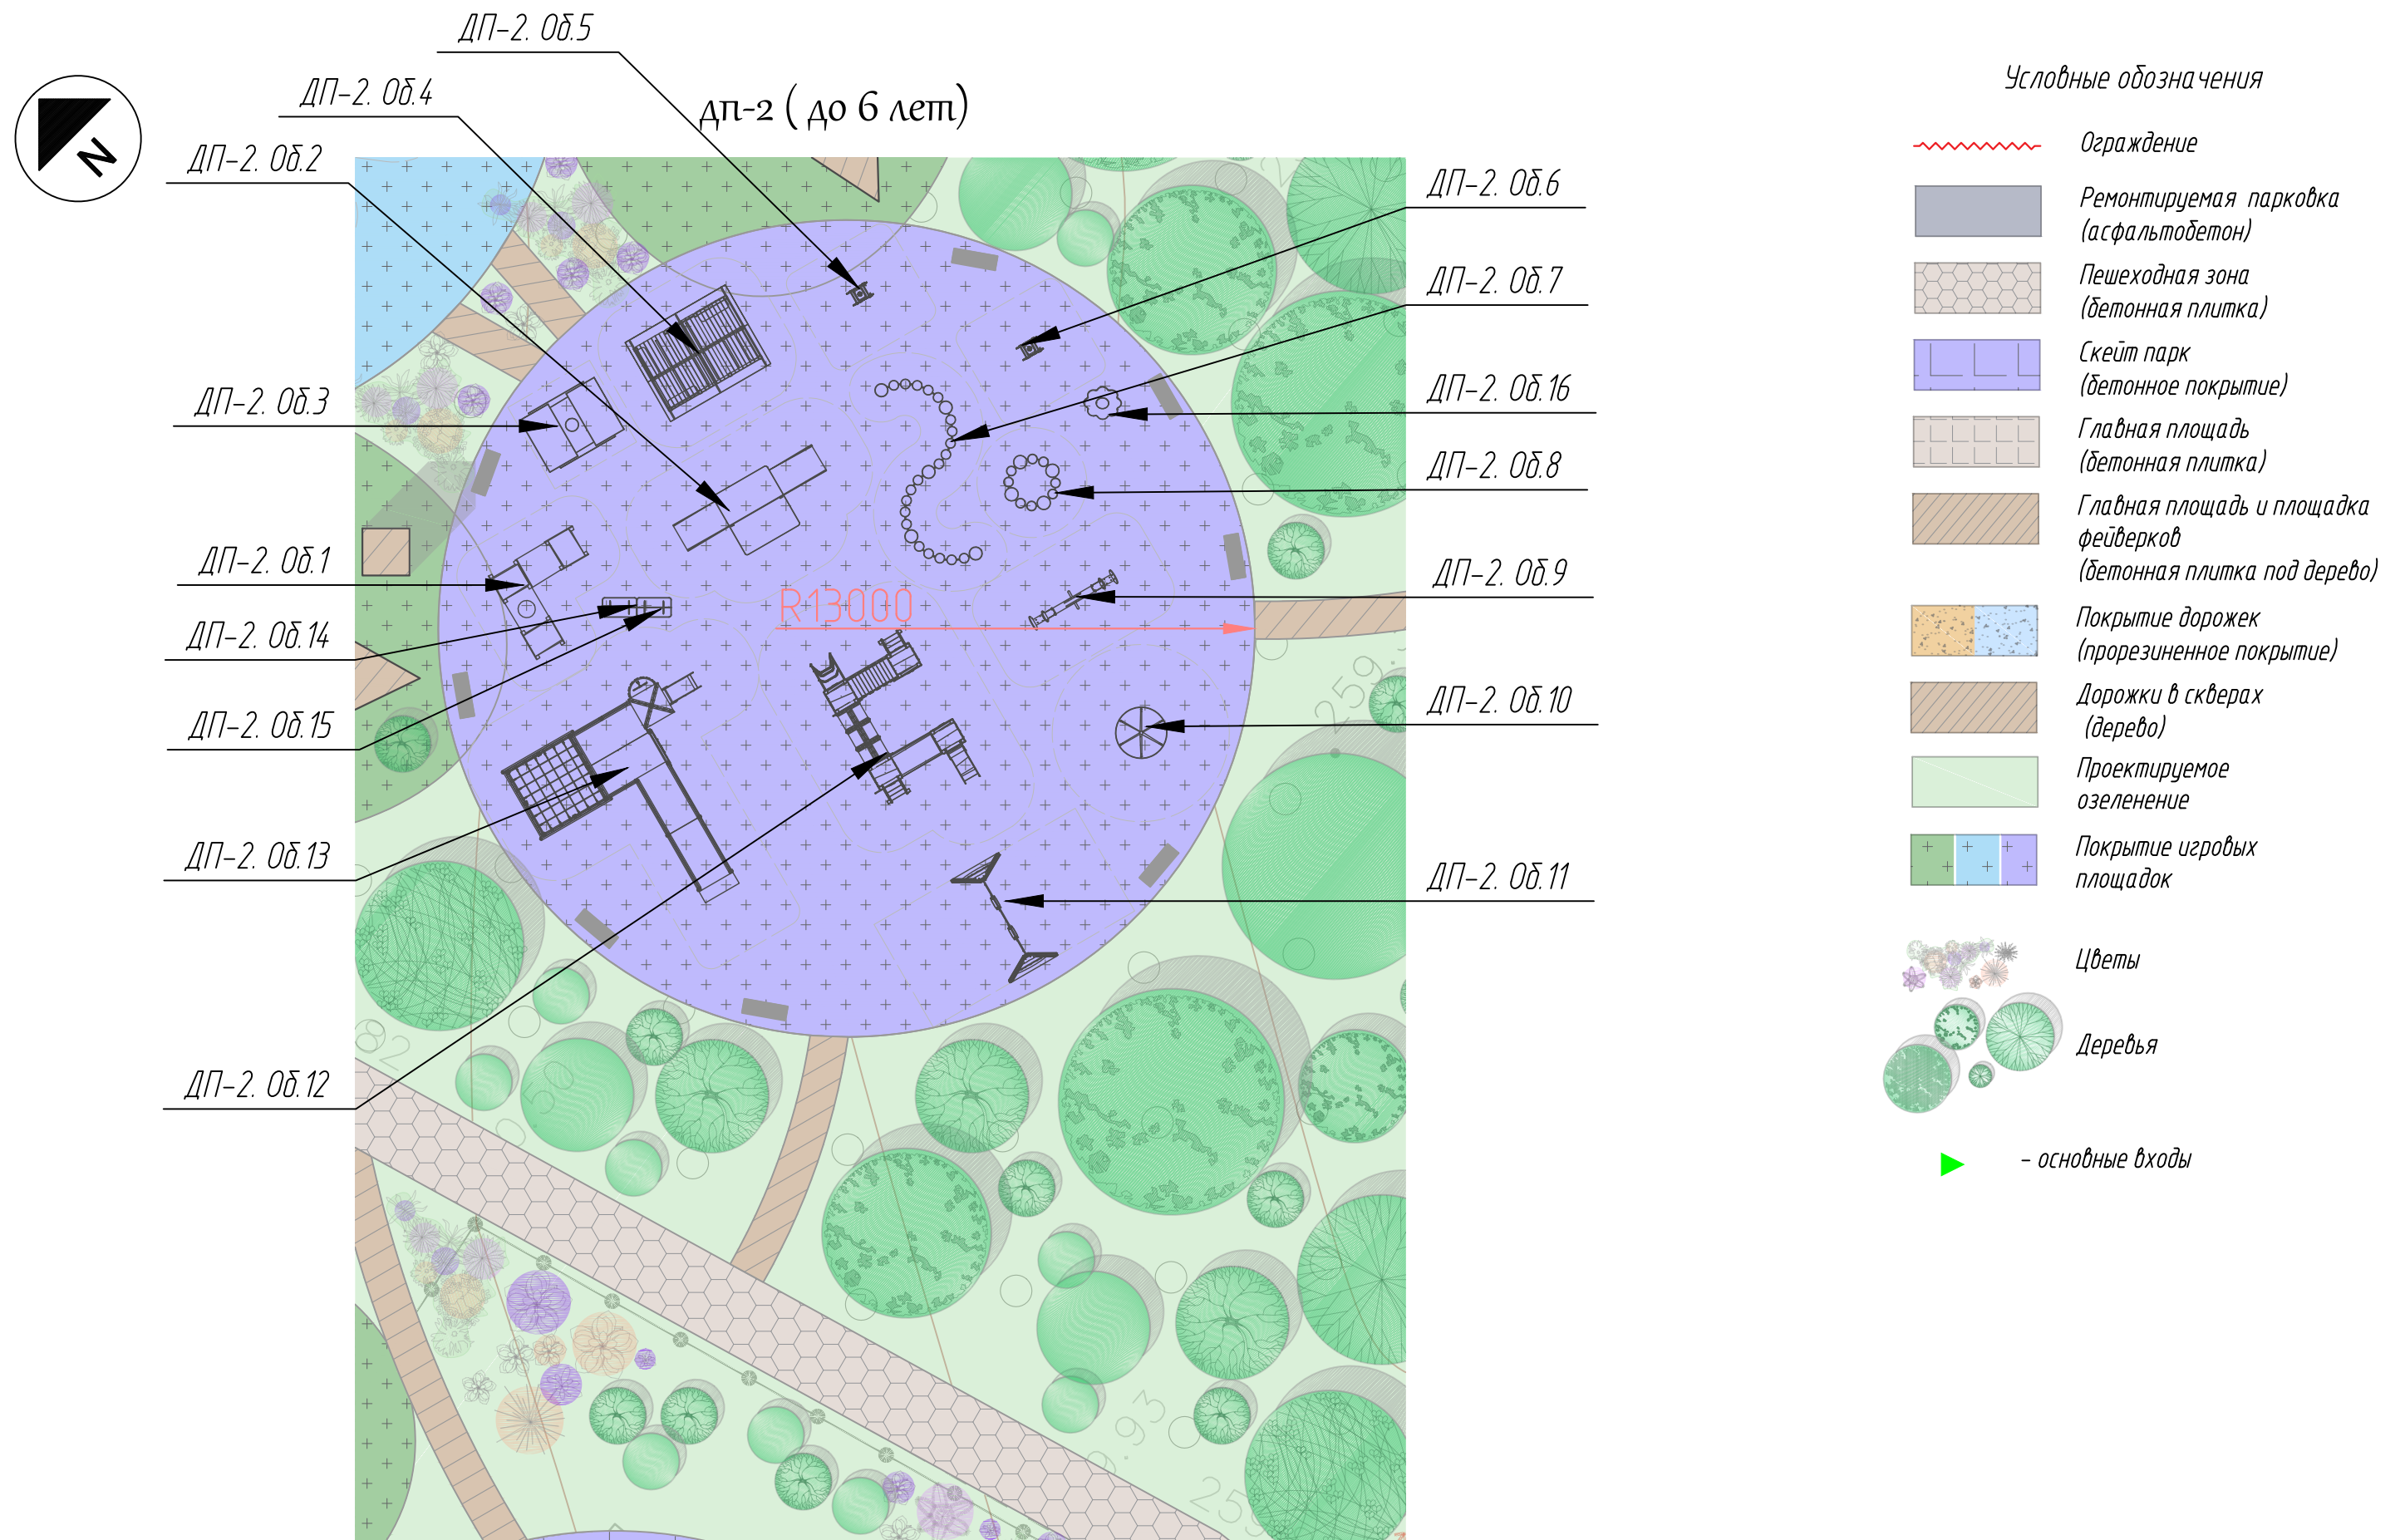 ДП-2. Об.5
ДП-2. Об.4
дп-2 ( до 6 лет)
N
ДП-2. Об.2
ДП-2. Об.3
ДП-2. Об.1
ДП-2. Об.14
ДП-2. Об.15
ДП-2. Об.13
ДП-2. Об.12
R13000
ДП-2. Об.6
ДП-2. Об.7
ДП-2. Об.16
ДП-2. Об.8
ДП-2. Об.9
ДП-2. Об.10
ДП-2. Об.11
Условные обозначения
Ограждение
Ремонтируемая парковка
(асфальтобетон)
Пешеходная зона
(бетонная плитка)
Скейт парк
(бетонное покрытие)
Главная площадь
(бетонная плитка)
Главная площадь и площадка
фейверков
(бетонная плитка под дерево)
Покрытие дорожек
(прорезиненное покрытие)
Дорожки в скверах
(дерево)
Проектируемое
озеленение
Покрытие игровых
площадок
Цветы
Деревья
- основные входы